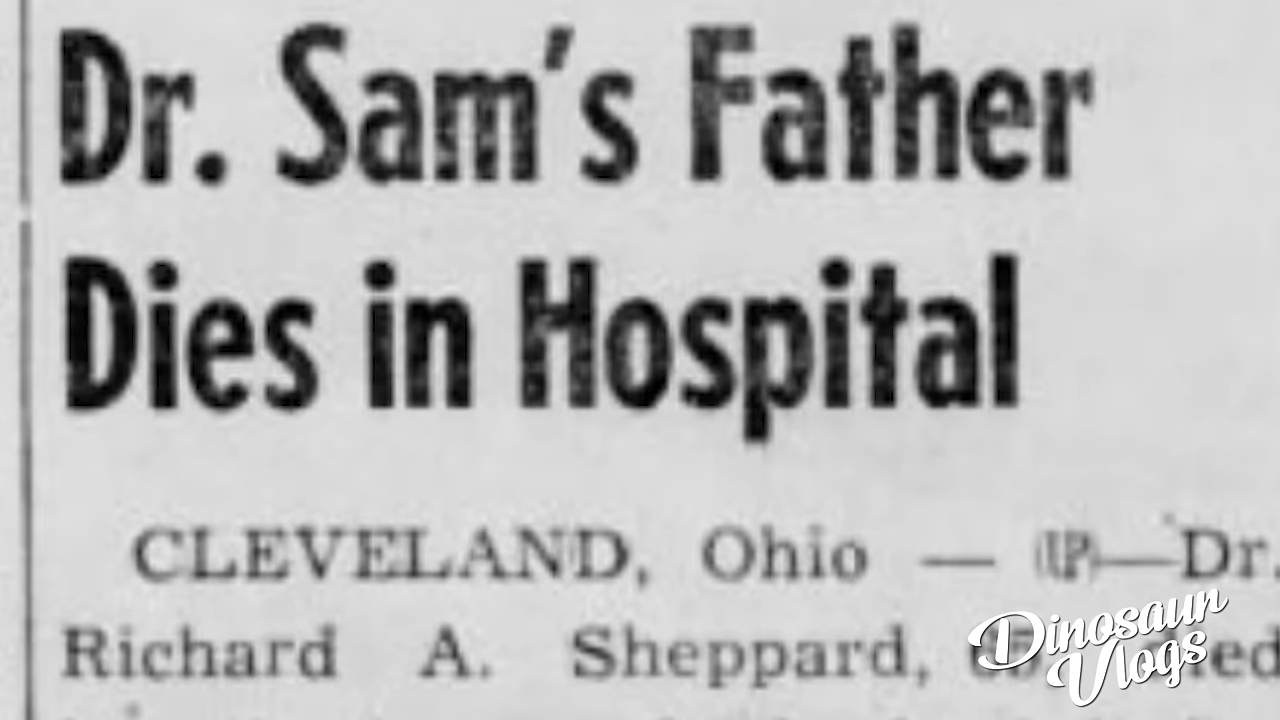 Dr. Sam's Father
Dies in Hospital
CLEVELAND, Ohio — (UP)—Dr.
Richard A. Sheppard,
Dinosaur
Vlogs